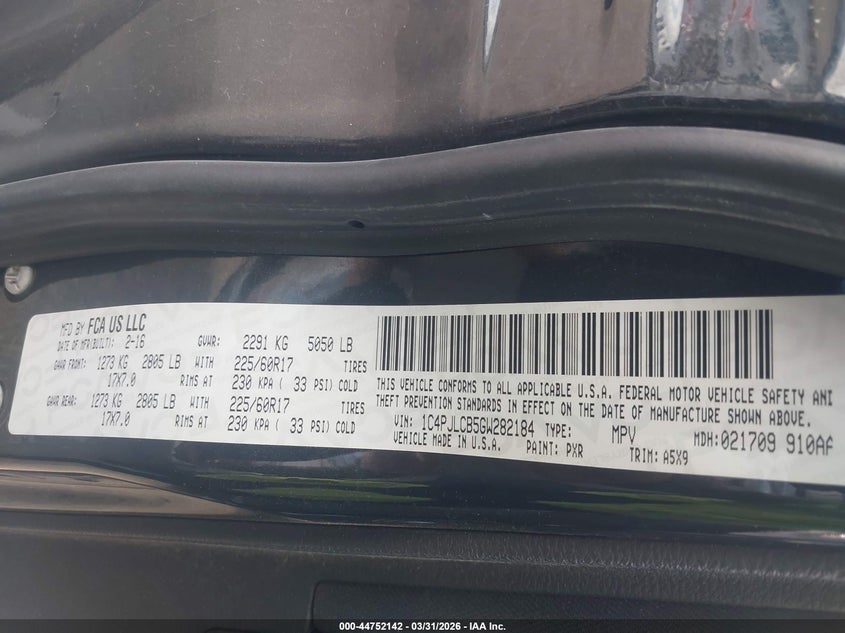 MFD BY FCA US LLC
DATE OF MFR(BUILT): 2-16 GVWR: 2291 KG 5050 LB
GAWR FRONT: 1273 KG 2805 LB WITH 225/60R17 TIRES
17X7.0 RIMS AT 230 KPA ( 33 PSI) COLD
GAWR REAR: 1273 KG 2805 LB WITH 225/60R17 TIRES
17X7.0 RIMS AT 230 KPA ( 33 PSI) COLD
THIS VEHICLE CONFORMS TO ALL APPLICABLE U.S.A. FEDERAL MOTOR VEHICLE SAFETY AND
THEFT PREVENTION STANDARDS IN EFFECT ON THE DATE OF MANUFACTURE SHOWN ABOVE.
VIN: 1C4PJLCB5GW282184 TYPE: MPV MDH:021709 910AF
VEHICLE MADE IN U.S.A. PAINT: PXR TRIM: A5X9
000-44752142 - 03/31/2026 - IAA Inc.